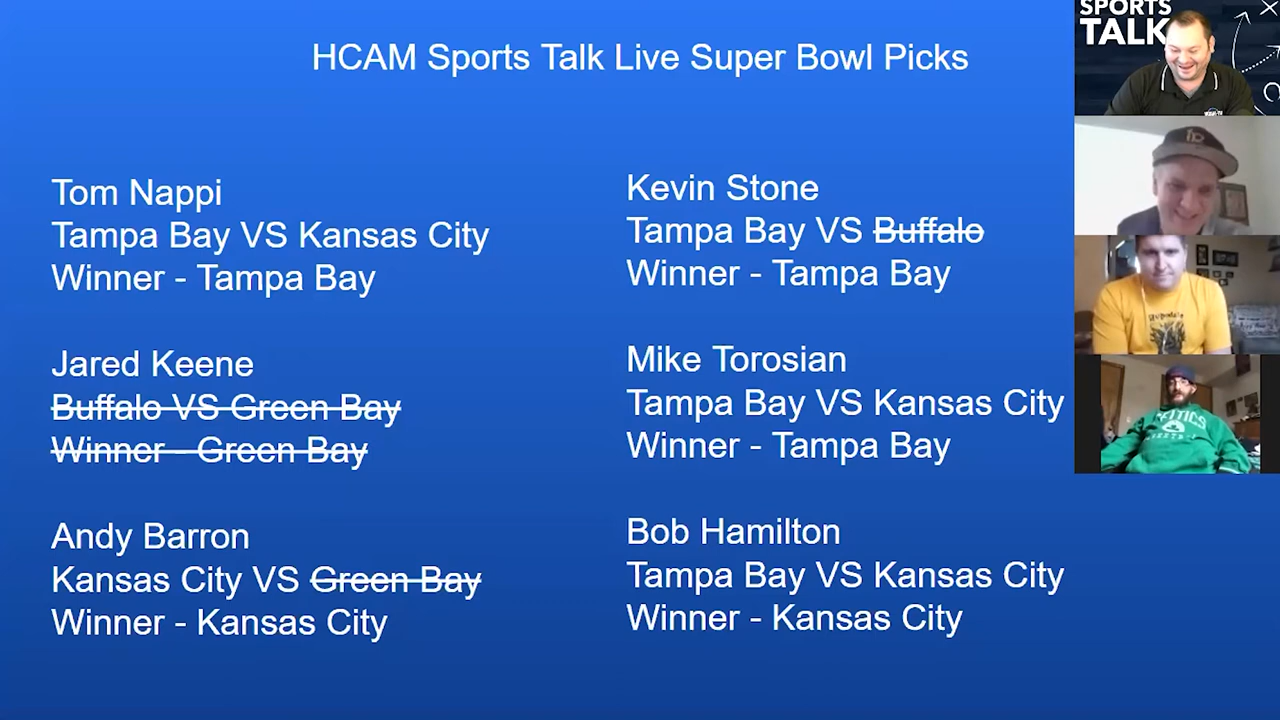 HCAM Sports Talk Live Super Bowl Picks
Tom Nappi
Tampa Bay VS Kansas City
Winner - Tampa Bay
Jared Keene
Buffalo VS Green Bay
Winner - Green Bay
Andy Barron
Kansas City VS Green Bay
Winner - Kansas City
Kevin Stone
Tampa Bay VS Buffalo
Winner - Tampa Bay
Mike Torosian
Tampa Bay VS Kansas City
Winner - Tampa Bay
Bob Hamilton
Tampa Bay VS Kansas City
Winner - Kansas City
SPORTS
TALK